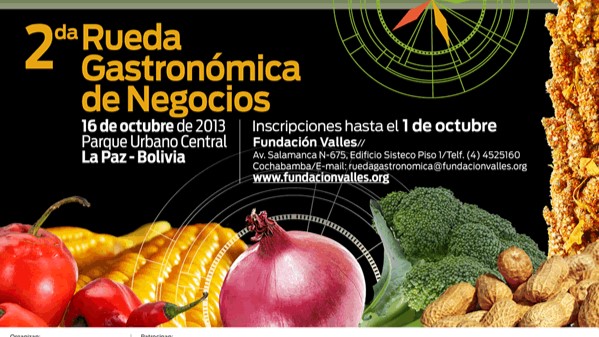 2da Rueda
Gastronómica
de Negocios
16 de octubre de 2013
Parque Urbano Central
La Paz - Bolivia
Inscripciones hasta el 1 de octubre
Fundación Valles//
Av. Salamanca N-675, Edificio Sisteco Piso 1/Telf. (4) 4525160
Cochabamba/E-mail: ruedagastronomica@fundacionvalles.org
www.fundacionvalles.org
Organizan:
Patrocinan: